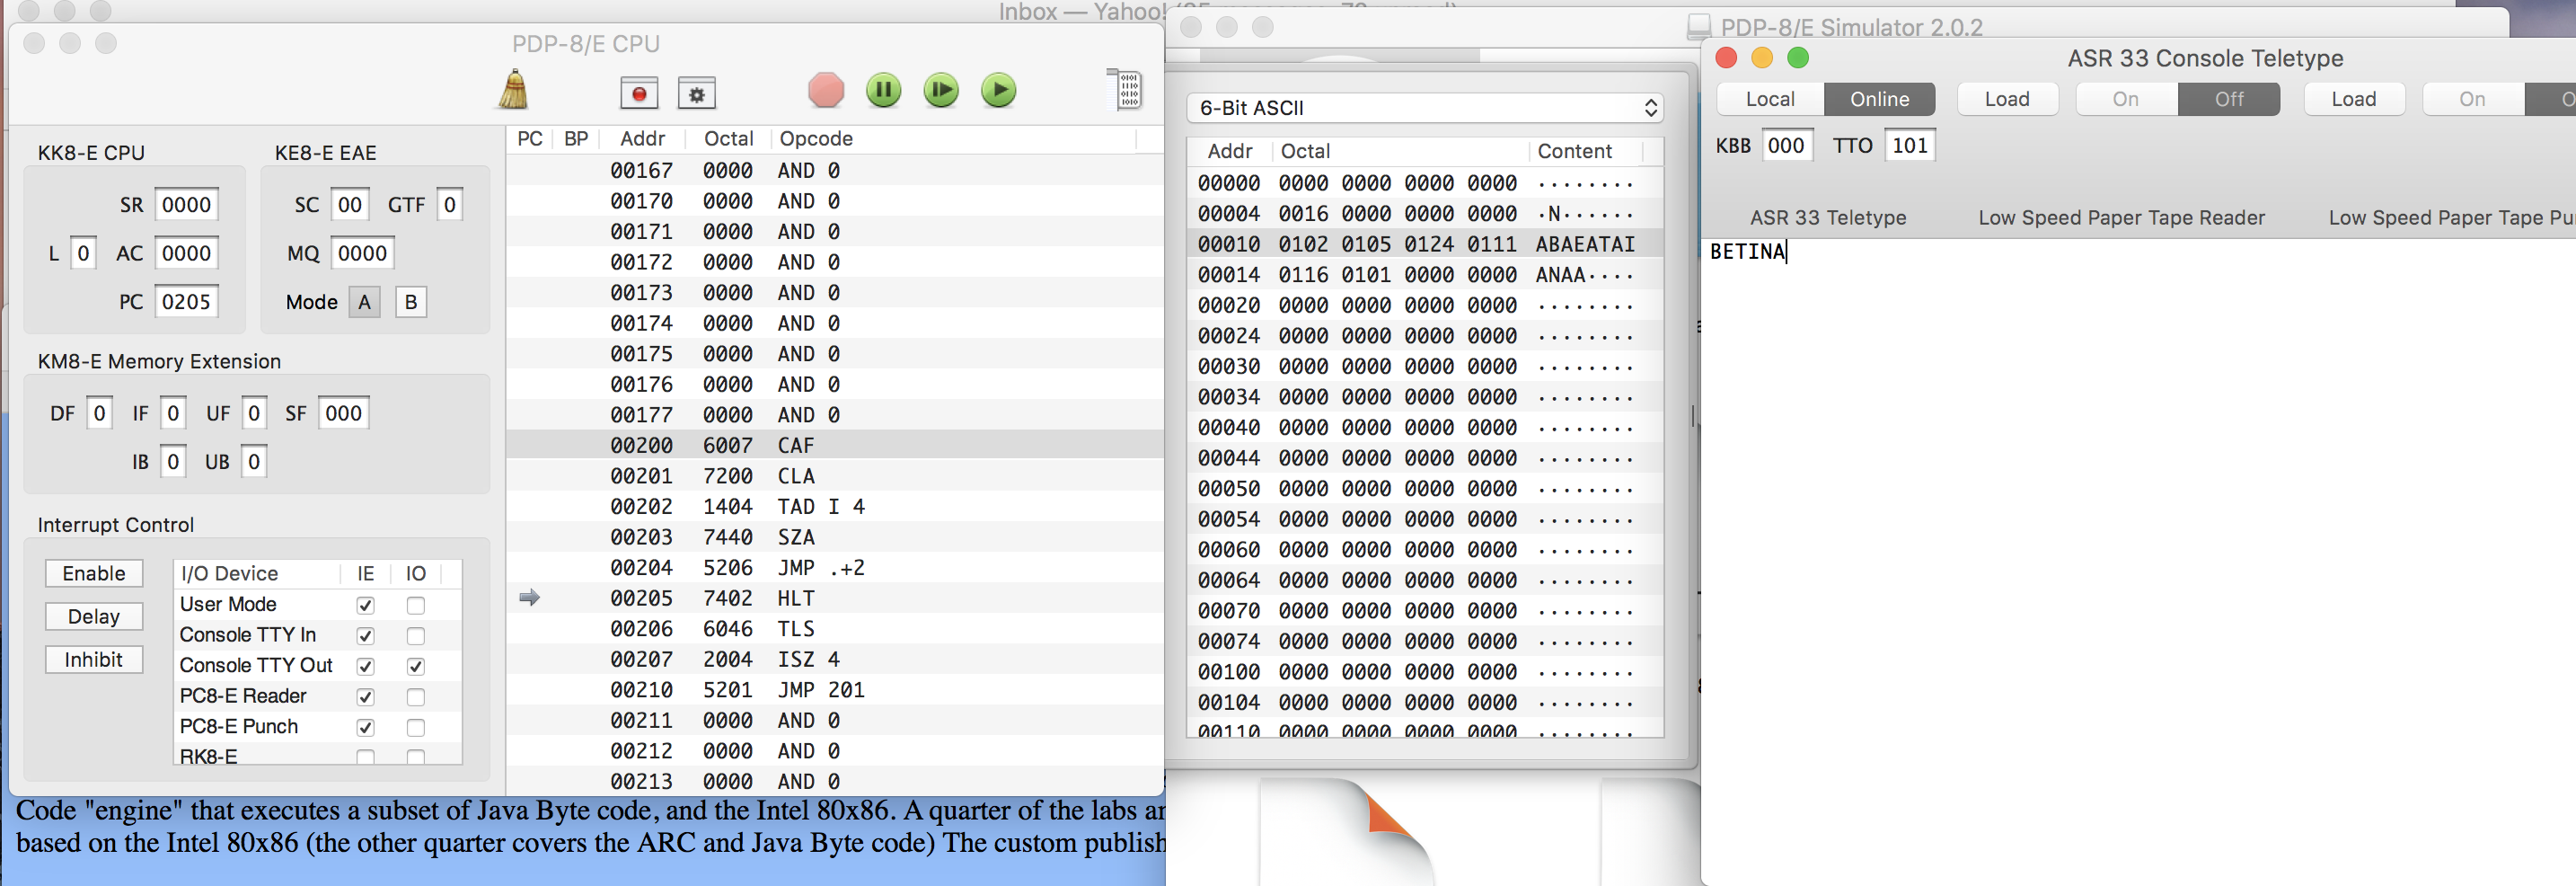 Inbox — Yahoo!
PDP-8/E CPU
KK8-E CPU
SR 0000
L 0 AC 0000
PC 0205
KE8-E EAE
SC 00 GTF 0
MQ 0000
Mode A B
KM8-E Memory Extension
DF 0 IF 0 UF 0 SF 000
IB 0 UB 0
Interrupt Control
Enable
Delay
Inhibit
I/O Device IE IO
User Mode
Console TTY In
Console TTY Out
PC8-E Reader
PC8-E Punch
RK8-E
PC BP Addr Octal Opcode
00167 0000 AND 0
00170 0000 AND 0
00171 0000 AND 0
00172 0000 AND 0
00173 0000 AND 0
00174 0000 AND 0
00175 0000 AND 0
00176 0000 AND 0
00177 0000 AND 0
00200 6007 CAF
00201 7200 CLA
00202 1404 TAD I 4
00203 7440 SZA
00204 5206 JMP .+2
00205 7402 HLT
00206 6046 TLS
00207 2004 ISZ 4
00210 5201 JMP 201
00211 0000 AND 0
00212 0000 AND 0
00213 0000 AND 0
Code "engine" that executes a subset of Java Byte code, and the Intel 80x86. A quarter of the labs
based on the Intel 80x86 (the other quarter covers the ARC and Java Byte code) The custom
PDP-8/E Simulator 2.0.2
6-Bit ASCII
Addr Octal Content
00000 0000 0000 0000 0000 ········
00004 0016 0000 0000 0000 ·N······
00010 0102 0105 0124 0111 ABAEATAI
00014 0116 0101 0000 0000 ANAA····
00020 0000 0000 0000 0000 ········
00024 0000 0000 0000 0000 ········
00030 0000 0000 0000 0000 ········
00034 0000 0000 0000 0000 ········
00040 0000 0000 0000 0000 ········
00044 0000 0000 0000 0000 ········
00050 0000 0000 0000 0000 ········
00054 0000 0000 0000 0000 ········
00060 0000 0000 0000 0000 ········
00064 0000 0000 0000 0000 ········
00070 0000 0000 0000 0000 ········
00074 0000 0000 0000 0000 ········
00100 0000 0000 0000 0000 ········
00104 0000 0000 0000 0000 ········
00110 0000 0000 0000 0000 ········
ASR 33 Console Teletype
Local Online Load On Off Load On
KBB 000 TTO 101
ASR 33 Teletype Low Speed Paper Tape Reader Low Speed Paper Tape
BETINA